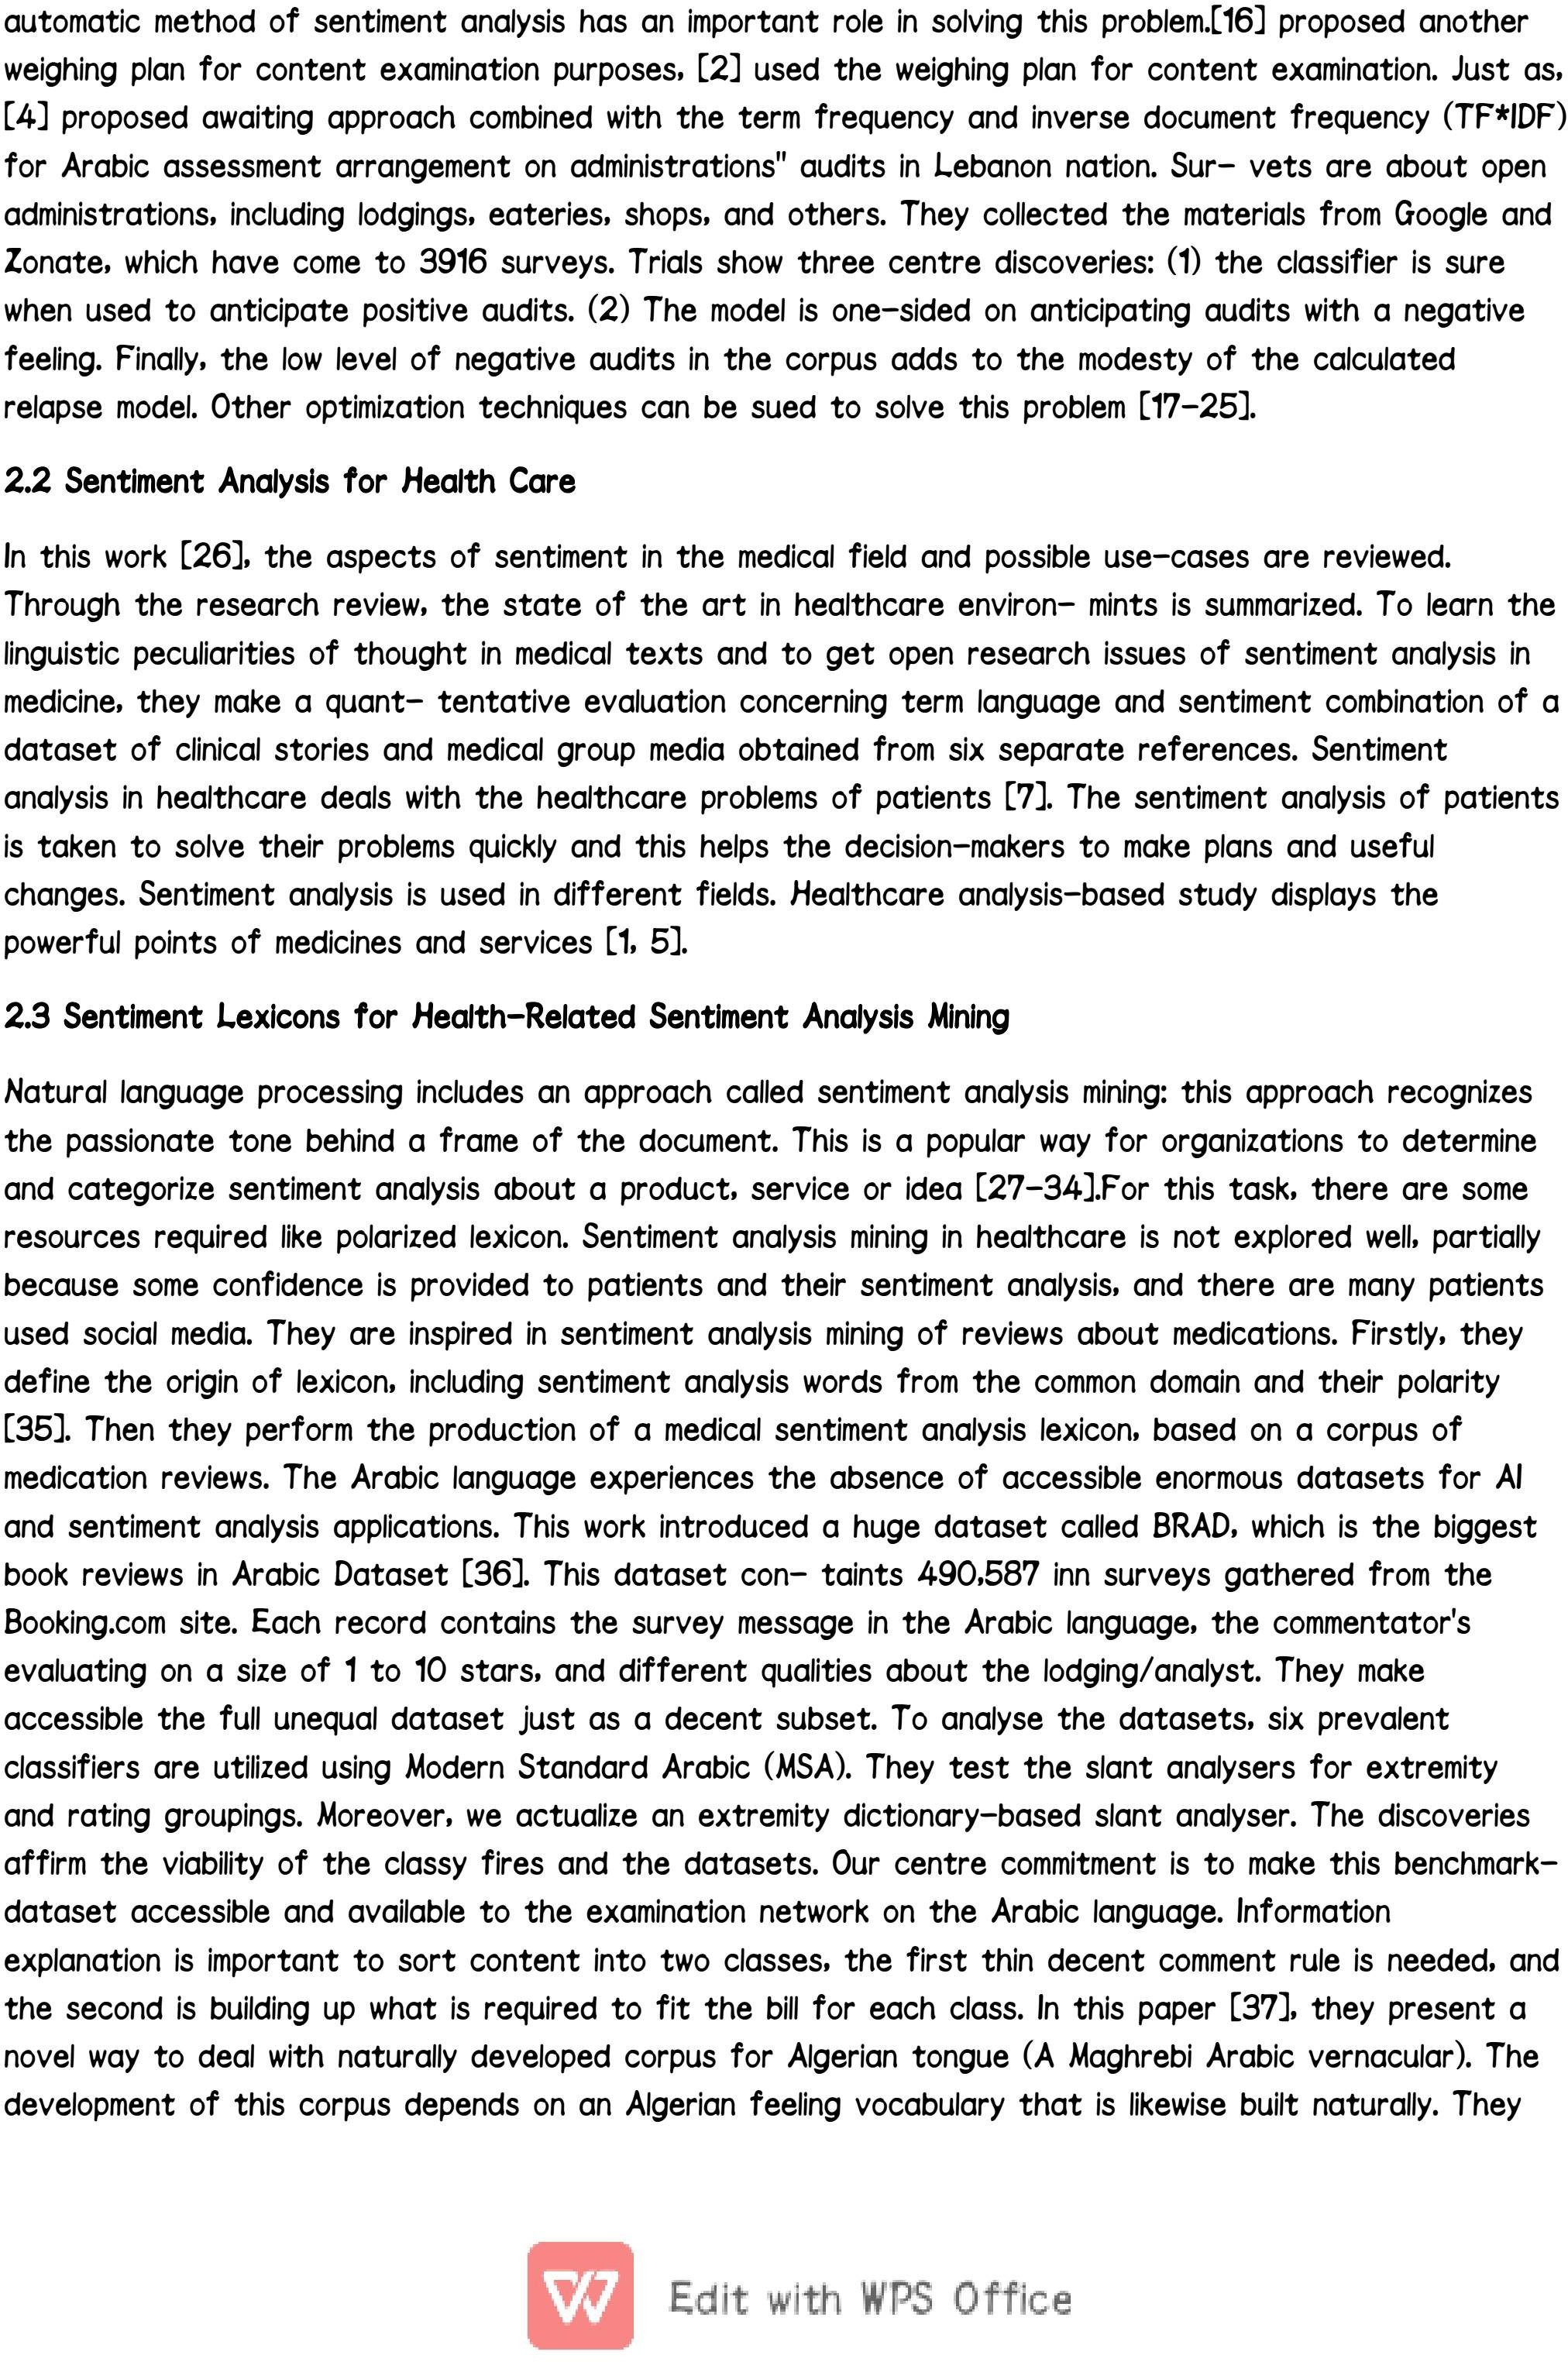 automatic method of sentiment analysis has an important role in solving this problem.[16] proposed another
weighing plan for content examination purposes, [2] used the weighing plan for content examination. Just as,
[4] proposed awaiting approach combined with the term frequency and inverse document frequency (TF*IDF)
for Arabic assessment arrangement on administrations" audits in Lebanon nation. Sur- vets are about open
administrations, including lodgings, eateries, shops, and others. They collected the materials from Google and
Zonate, which have come to 3916 surveys. Trials show three centre discoveries: (1) the classifier is sure
when used to anticipate positive audits. (2) The model is one-sided on anticipating audits with a negative
feeling. Finally, the low level of negative audits in the corpus adds to the modesty of the calculated
relapse model. Other optimization techniques can be sued to solve this problem [17-25].
2.2 Sentiment Analysis for Health Care
In this work [26], the aspects of sentiment in the medical field and possible use-cases are reviewed.
Through the research review, the state of the art in healthcare environ- mints is summarized. To learn the
linguistic peculiarities of thought in medical texts and to get open research issues of sentiment analysis in
medicine, they make a quant- tentative evaluation concerning term language and sentiment combination of a
dataset of clinical stories and medical group media obtained from six separate references. Sentiment
analysis in healthcare deals with the healthcare problems of patients [7]. The sentiment analysis of patients
is taken to solve their problems quickly and this helps the decision-makers to make plans and useful
changes. Sentiment analysis is used in different fields. Healthcare analysis-based study displays the
powerful points of medicines and services [1, 5].
2.3 Sentiment Lexicons for Health-Related Sentiment Analysis Mining
Natural language processing includes an approach called sentiment analysis mining: this approach recognizes
the passionate tone behind a frame of the document. This is a popular way for organizations to determine
and categorize sentiment analysis about a product, service or idea [27-34].For this task, there are some
resources required like polarized lexicon. Sentiment analysis mining in healthcare is not explored well, partially
because some confidence is provided to patients and their sentiment analysis, and there are many patients
used social media. They are inspired in sentiment analysis mining of reviews about medications. Firstly, they
define the origin of lexicon, including sentiment analysis words from the common domain and their polarity
[35]. Then they perform the production of a medical sentiment analysis lexicon, based on a corpus of
medication reviews. The Arabic language experiences the absence of accessible enormous datasets for AI
and sentiment analysis applications. This work introduced a huge dataset called BRAD, which is the biggest
book reviews in Arabic Dataset [36]. This dataset con- taints 490,587 inn surveys gathered from the
Booking.com site. Each record contains the survey message in the Arabic language, the commentator's
evaluating on a size of 1 to 10 stars, and different qualities about the lodging/analyst. They make
accessible the full unequal dataset just as a decent subset. To analyse the datasets, six prevalent
classifiers are utilized using Modern Standard Arabic (MSA). They test the slant analysers for extremity
and rating groupings. Moreover, we actualize an extremity dictionary-based slant analyser. The discoveries
affirm the viability of the classy fires and the datasets. Our centre commitment is to make this benchmark-
dataset accessible and available to the examination network on the Arabic language. Information
explanation is important to sort content into two classes, the first thin decent comment rule is needed, and
the second is building up what is required to fit the bill for each class. In this paper [37], they present a
novel way to deal with naturally developed corpus for Algerian tongue (A Maghrebi Arabic vernacular). The
development of this corpus depends on an Algerian feeling vocabulary that is likewise built naturally. They
Edit with WPS Office